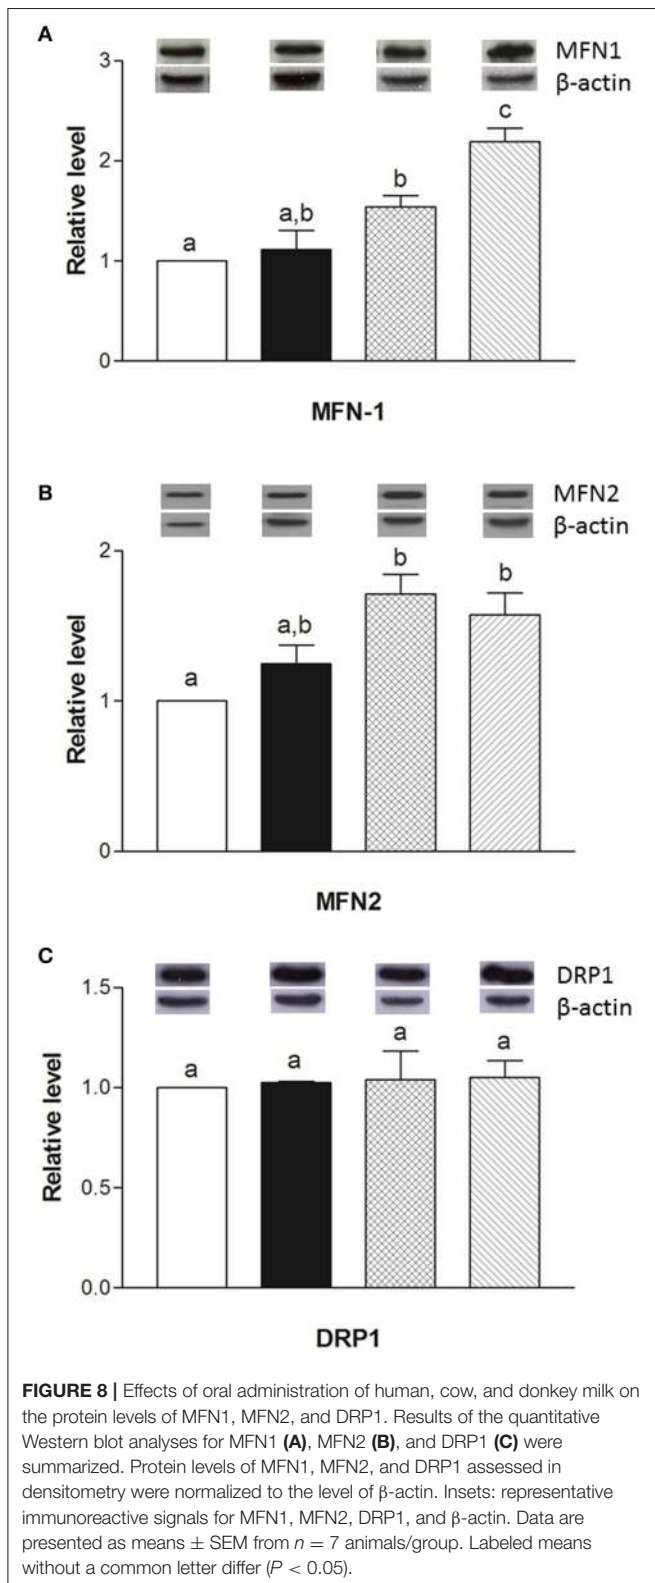 A
MFN1
β-actin
3
2
1
0
Relative level
a
a,b
b
c
MFN-1
B
MFN2
β-actin
2
1
0
Relative level
a
a,b
b
b
MFN2
C
DRP1
β-actin
1.5
1.0
0.5
0.0
Relative level
a
a
a
a
DRP1
FIGURE 8 | Effects of oral administration of human, cow, and donkey milk on
the protein levels of MFN1, MFN2, and DRP1. Results of the quantitative
Western blot analyses for MFN1 (A), MFN2 (B), and DRP1 (C) were
summarized. Protein levels of MFN1, MFN2, and DRP1 assessed in
densitometry were normalized to the level of β-actin. Insets: representative
immunoreactive signals for MFN1, MFN2, DRP1, and β-actin. Data are
presented as means ± SEM from n = 7 animals/group. Labeled means
without a common letter differ (P < 0.05).